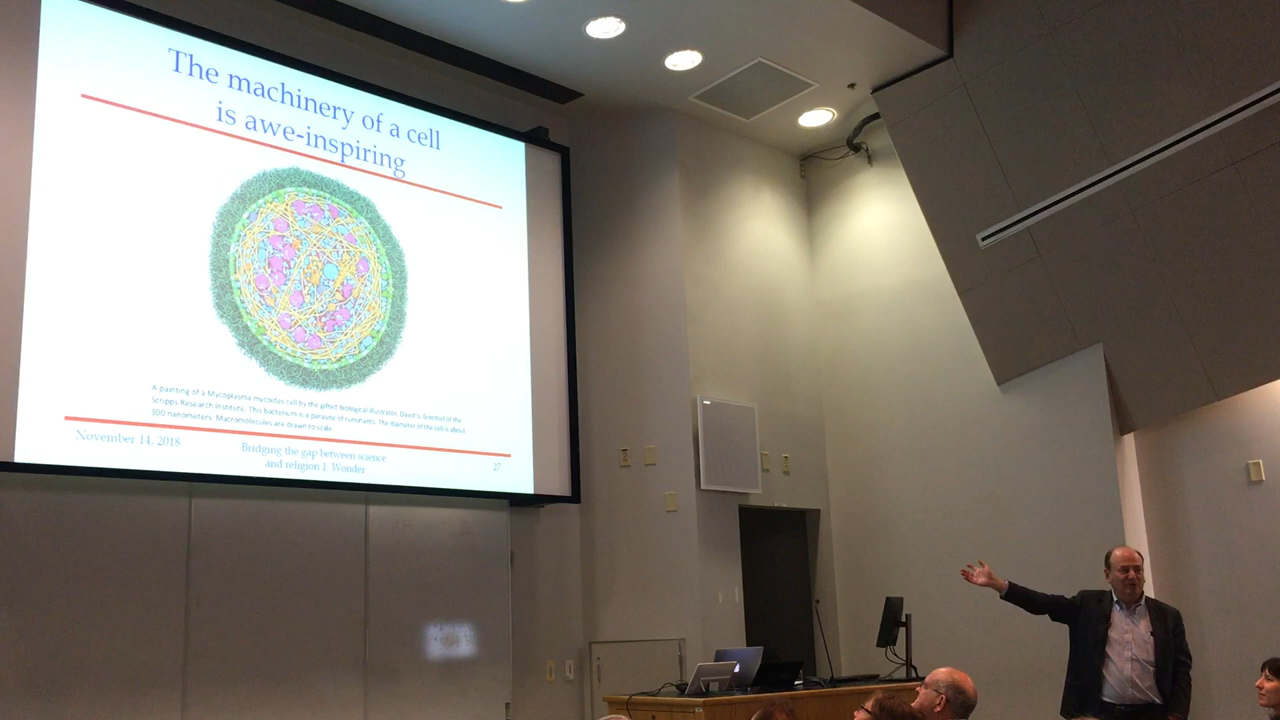 The machinery of a cell
is awe-inspiring
A painting of a Mycoplasma mycoides cell by the gifted biological illustrator, David S. Goodsell of the
Scripps Research Institute. This bacterium is a parasite of ruminants. The diameter of the cell is about
300 nanometers. Macromolecules are drawn to scale.
November 14, 2018
Bridging the gap between science
and religion I. Wonder
27